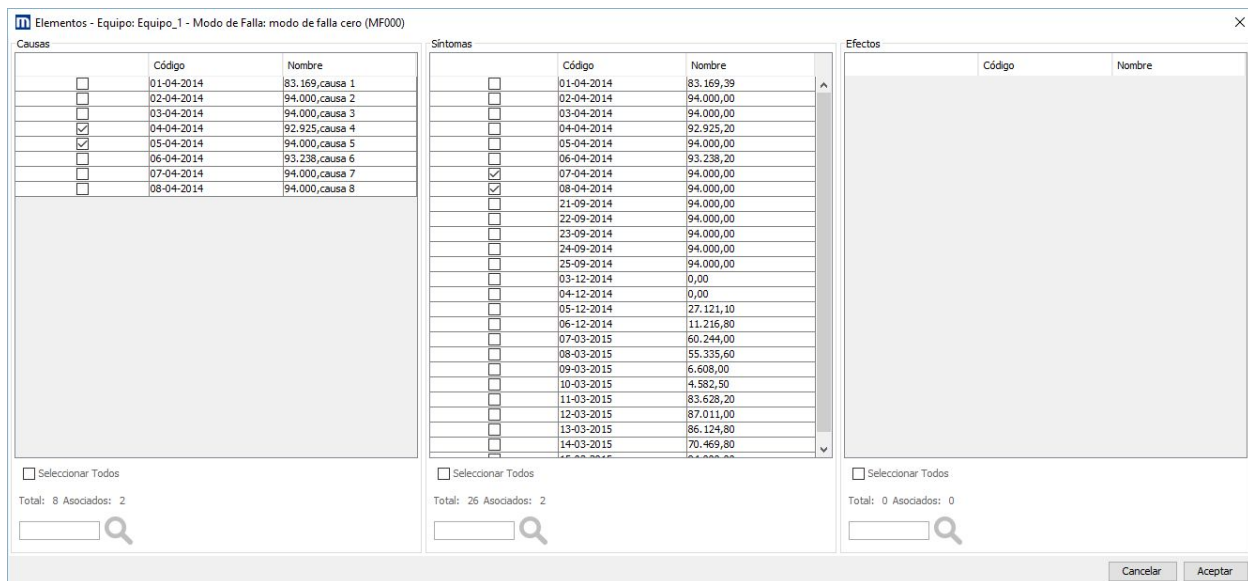 Elementos - Equipo: Equipo_1 - Modo de Falla: modo de falla cero (MF000)
Causas
Código Nombre
01-04-2014 83.169,causa 1
02-04-2014 94.000,causa 2
03-04-2014 94.000,causa 3
04-04-2014 92.925,causa 4
05-04-2014 94.000,causa 5
06-04-2014 93.238,causa 6
07-04-2014 94.000,causa 7
08-04-2014 94.000,causa 8
Seleccionar Todos
Total: 8 Asociados: 2
Síntomas
Código Nombre
01-04-2014 83.169,39
02-04-2014 94.000,00
03-04-2014 94.000,00
04-04-2014 92.925,20
05-04-2014 94.000,00
06-04-2014 93.238,20
07-04-2014 94.000,00
08-04-2014 94.000,00
21-09-2014 94.000,00
22-09-2014 94.000,00
23-09-2014 94.000,00
24-09-2014 94.000,00
25-09-2014 94.000,00
03-12-2014 0,00
04-12-2014 0,00
05-12-2014 27.121,10
06-12-2014 11.216,80
07-03-2015 60.244,00
08-03-2015 55.335,60
09-03-2015 6.608,00
10-03-2015 4.582,50
11-03-2015 83.628,20
12-03-2015 87.011,00
13-03-2015 86.124,80
14-03-2015 70.469,80
Seleccionar Todos
Total: 26 Asociados: 2
Efectos
Código Nombre
Seleccionar Todos
Total: 0 Asociados: 0
Cancelar Aceptar